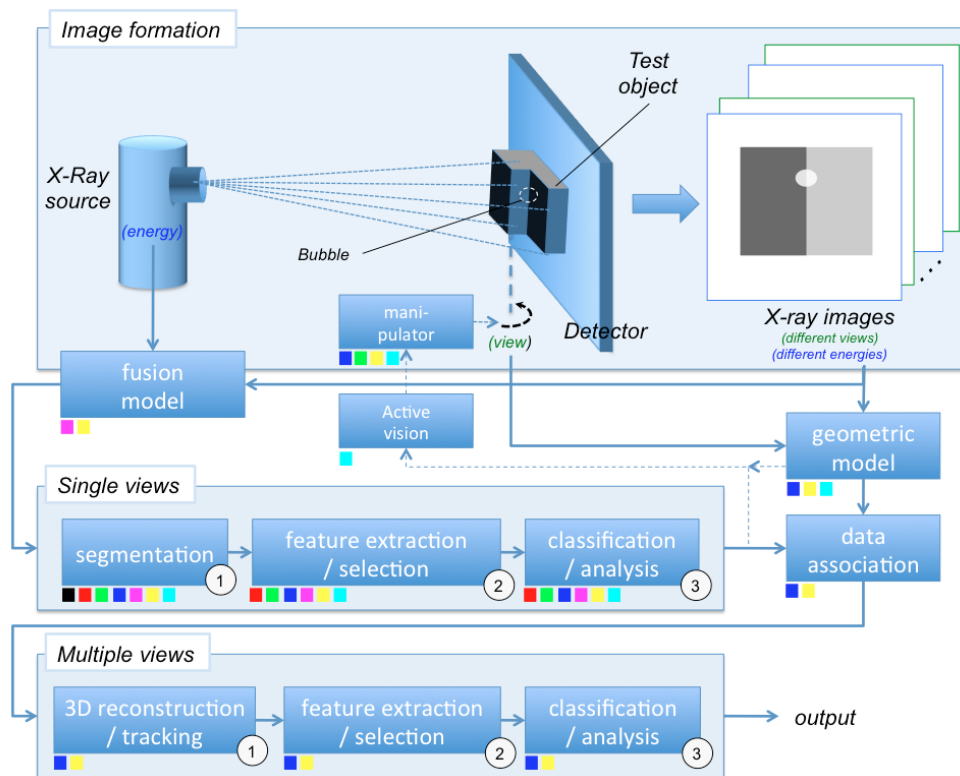 Image formation
Test
object
X-Ray
source
(energy)
Bubble
mani-
pulator
(view)
Detector
X-ray images
(different views)
(different energies)
fusion
model
Active
vision
geometric
model
Single views
segmentation
1
feature extraction
/ selection
2
classification
/ analysis
3
data
association
Multiple views
3D reconstruction
/ tracking
1
feature extraction
/ selection
2
classification
/ analysis
3
output